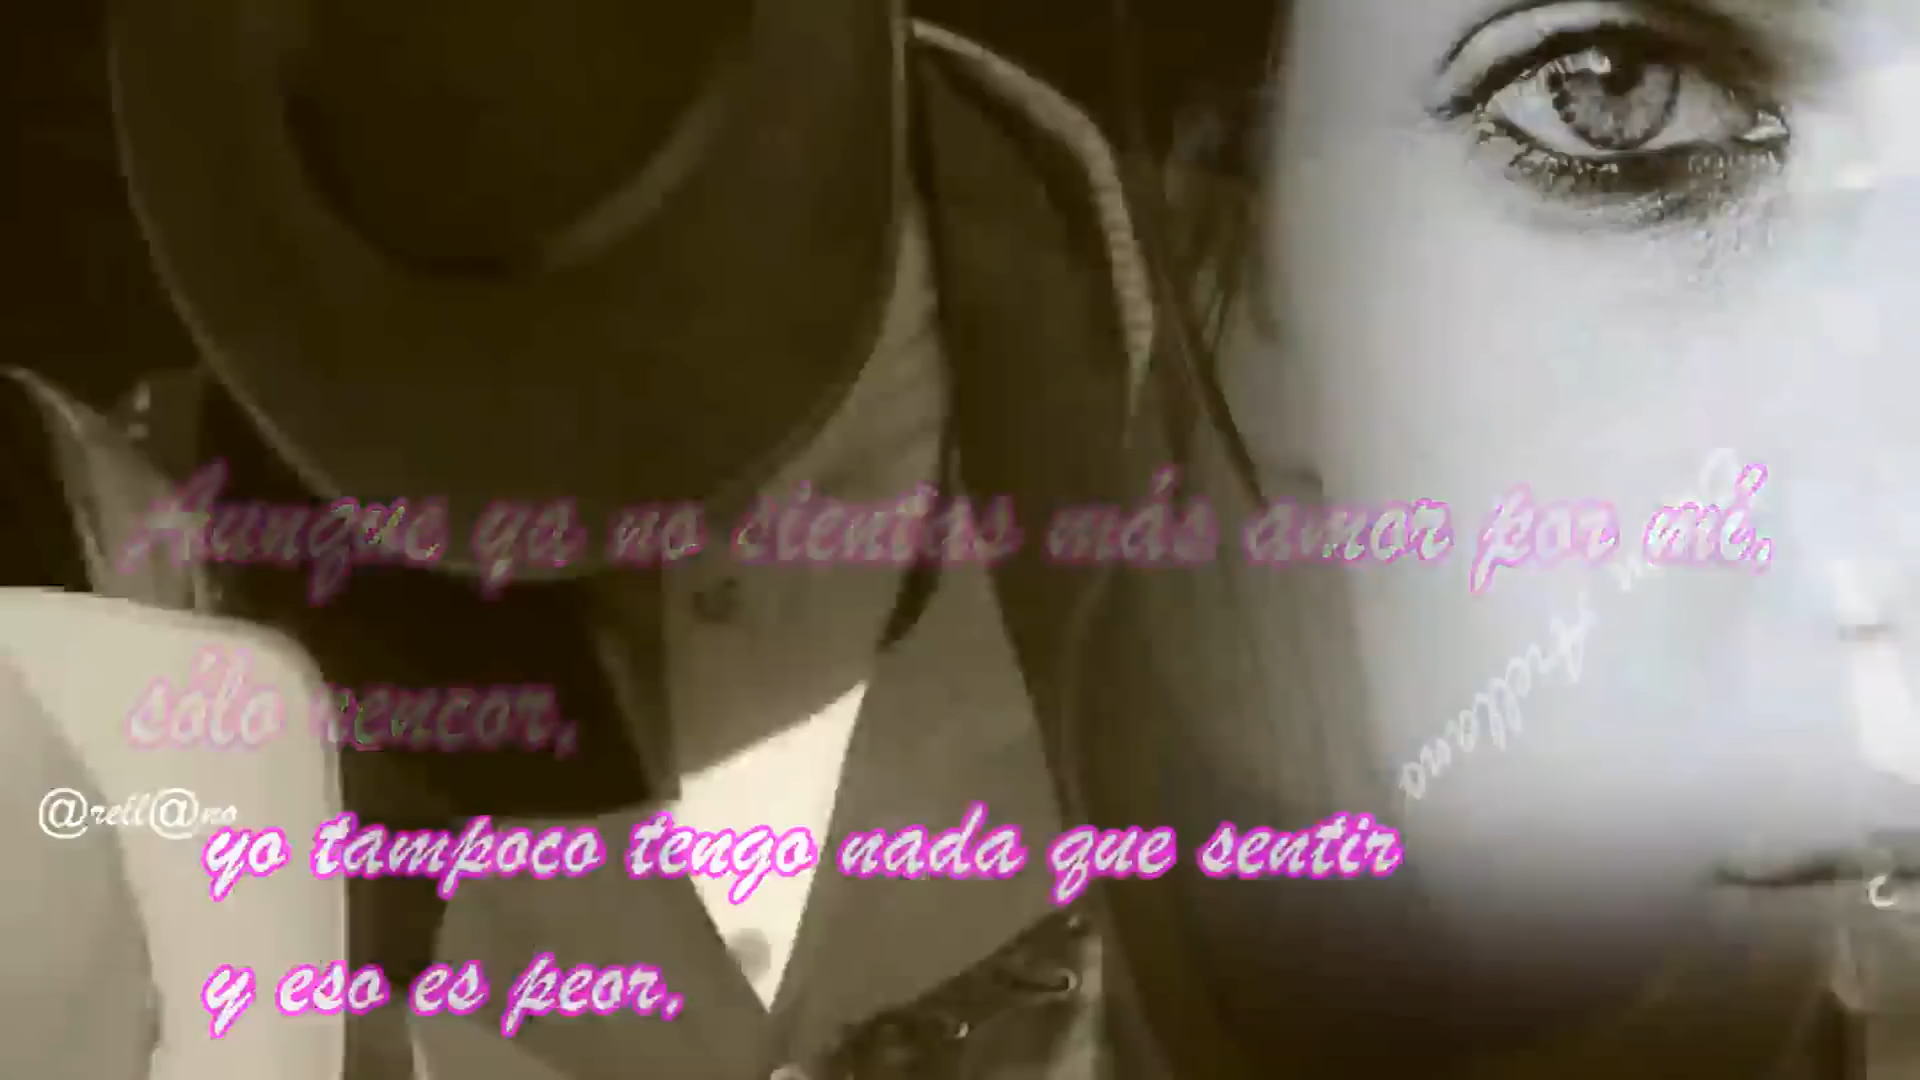 Aunque ya no sientas más amor por mí,
sólo rencor,
yo tampoco tengo nada que sentir
y eso es peor,
@rell@no
Arellano